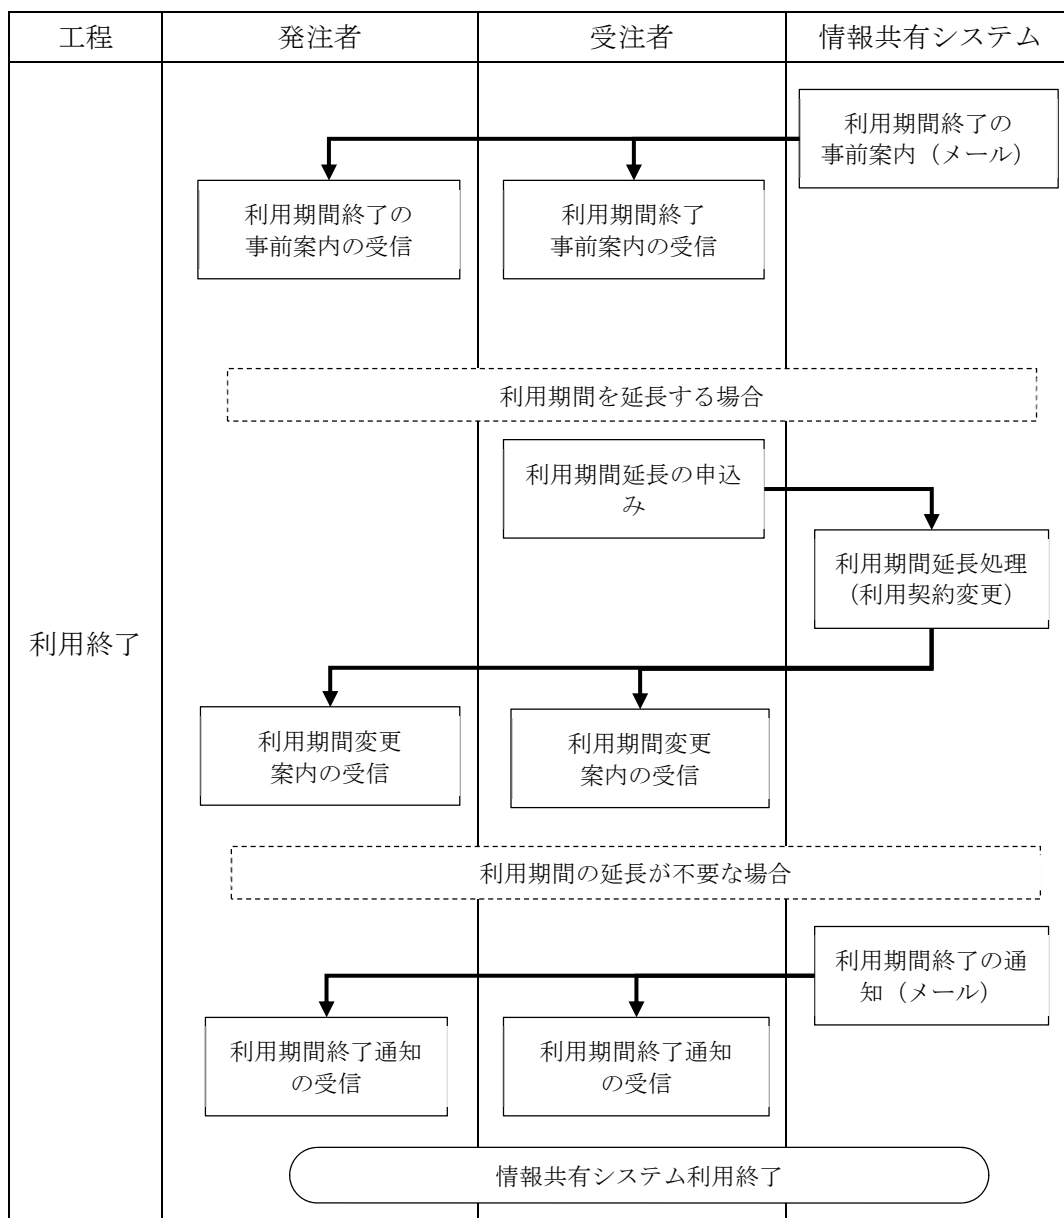 工程
発注者
受注者
情報共有システム
利用期間終了の
事前案内（メール）
利用期間終了の
事前案内の受信
利用期間終了
事前案内の受信
利用期間を延長する場合
利用期間延長の申込
み
利用期間延長処理
（利用契約変更）
利用終了
利用期間変更
案内の受信
利用期間変更
案内の受信
利用期間の延長が不要な場合
利用期間終了の通
知（メール）
利用期間終了通知
の受信
利用期間終了通知
の受信
情報共有システム利用終了